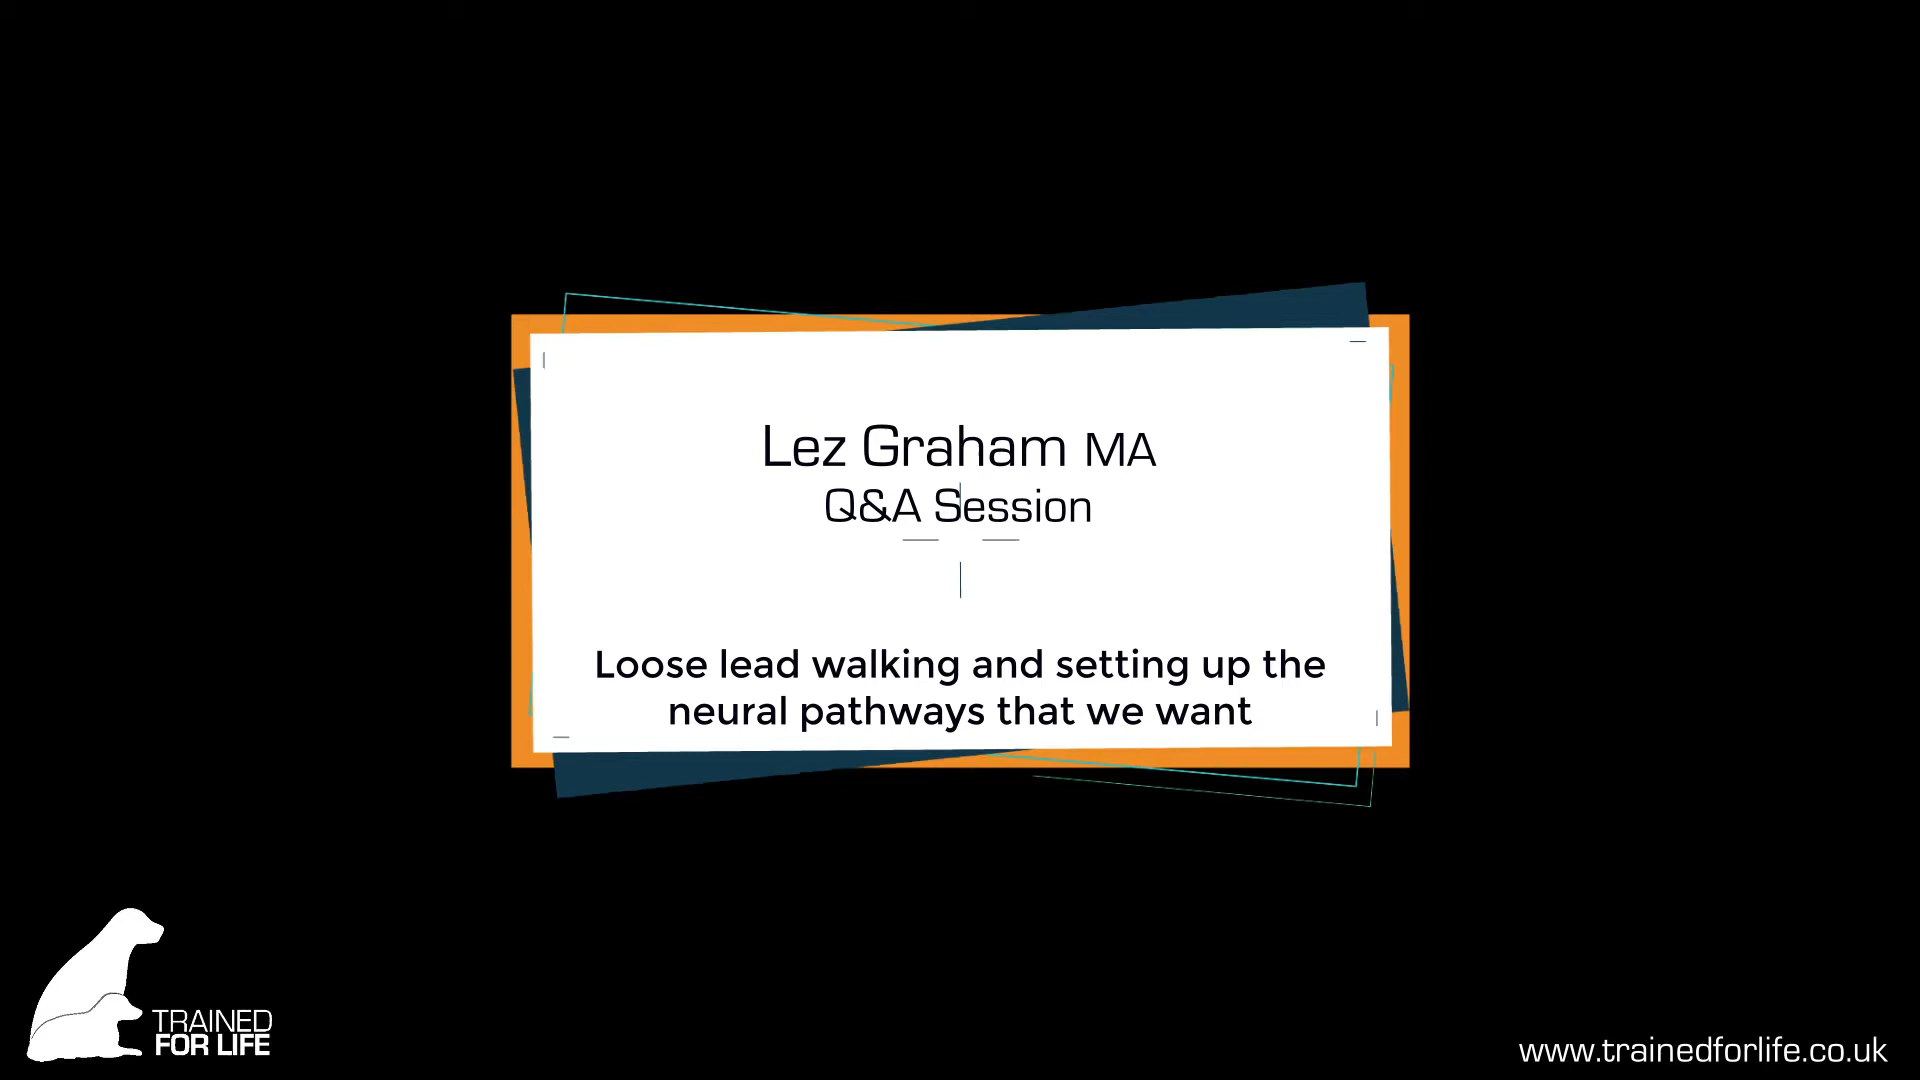 Lez Graham MA
Q&A Session
Loose lead walking and setting up the
neural pathways that we want
TRAINED
FOR LIFE
www.trainedforlife.co.uk